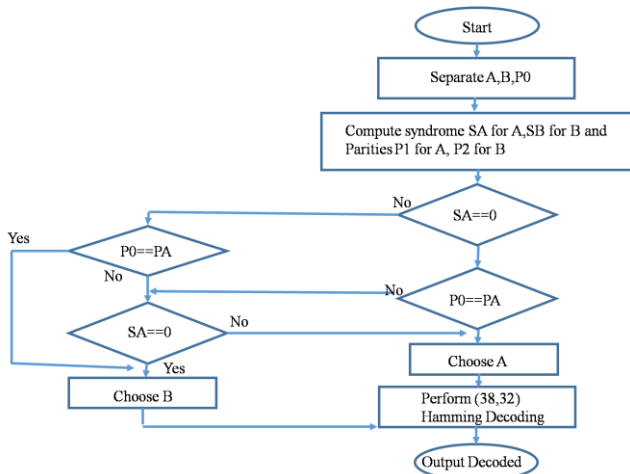 Start
Separate A,B,P0
Compute syndrome SA for A,SB for B and
Parities P1 for A, P2 for B
No
SA==0
Yes
P0==PA
No
No
P0==PA
SA==0
No
Yes
Choose A
Choose B
Perform (38,32)
Hamming Decoding
Output Decoded